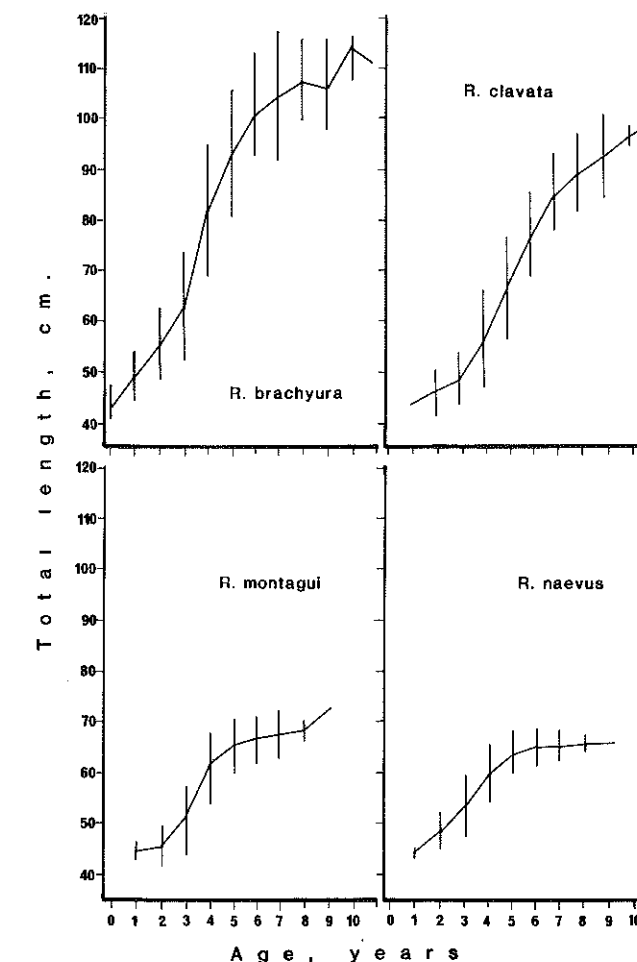 120
110
100
90
80
70
60
50
40
R. brachyura
R. clavata
120
110
100
90
80
70
60
50
40
R. montagui
R. naevus
0 1 2 3 4 5 6 7 8 9 10
0 1 2 3 4 5 6 7 8 9 10
Total length, cm.
Age, years